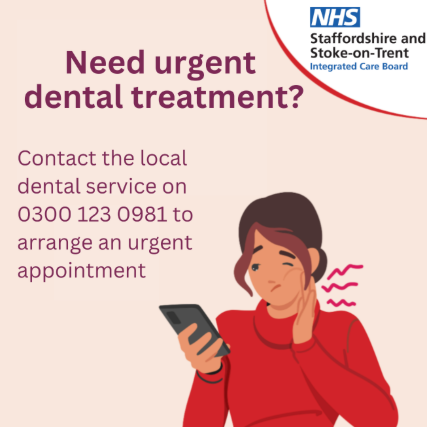 NHS
Staffordshire and
Stoke-on-Trent
Integrated Care Board
Need urgent
dental treatment?
Contact the local
dental service on
0300 123 0981 to
arrange an urgent
appointment